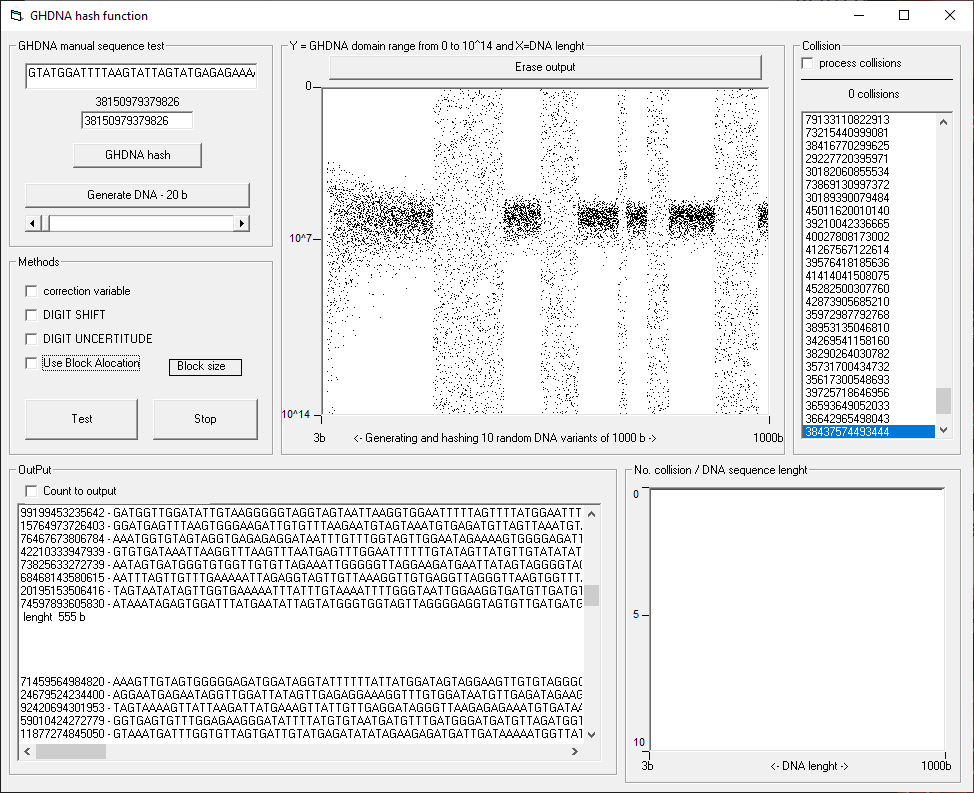 GHDNA hash function
GHDNA manual sequence test
GTATGGATTTTAAGTATTAGTATGAGAGAAA
38150979379826
38150979379826
GHDNA hash
Generate DNA - 20 b
Methods
correction variable
DIGIT SHIFT
DIGIT UNCERTITUDE
Use Block Alocation
Block size
Test
Stop
Y = GHDNA domain range from 0 to 10^14 and X=DNA lenght
Erase output
0
10^7
10^14
3b
<- Generating and hashing 10 random DNA variants of 1000 b ->
1000b
Collision
process collisions
0 collisions
79133110822913
73215440999081
38416770299625
29227720395971
30182060855534
73869130997372
30189390079484
45011620010140
39210042336665
40027808173002
41267567122614
39576418185636
41414041508075
45282500307760
42873905685210
35972987792768
38953135046810
34269541158160
38290264030782
35731700434732
35617300548693
39725718646956
36593649052033
36642965498043
38437574493444
OutPut
Count to output
99199453235642 - GATGGTTGGATATTGTAAGGGGGTAGGTAGTAATTAAGGTGGAATTTTTAGTTTTATGGAATTT
15764973726403 - GGATGAGTTTAAGTGGGAAGATTGTGTTTAAGAATGTAGTAAATGTTGGATGTTAGTTAAATGT
76467673806784 - AAATGGTGTAGTAGGTGAGAGAGGATAATTTGTTTGGTAGTTGGAATAGAAAAGTGGGGAGATT
42210333947939 - GTGTGATAAATTAAGGTTTAAGTTTAATGAGTTTGGAATTTTTTGTATAGTTATGTTGTATATAT
73825633272739 - AATAGTGATGGGTGTGGTTGTGTTAGAAATTGGGGGTTAGGAAGATGAATTATAGTAGGGGTA
68468143580615 - AATTTAGTTGTTTGAAAAATTAGAGGTAGTTGTTAAAGGTTGTGAGGTTAGGGTTAAGTGGTTT
20195153506416 - TAGTAATATAGTTGGTGAAAAATTTATTTGTAAAATTTTGGGTAATTGGAAGGTGATGTTGATGT
74597893605830 - ATAAATAGAGTGGATTTATGAATATTAGTATGGGTGGTAGTTAGGGGAGGTAGTGTTGATGATG
lenght  555 b
71459564984820 - AAAGTTGTAGTGGGGGAGATGGATAGGTATTTTTTATTATGGATAGTAGGAAGTTGTGTAGGGG
24679524234400 - AGGAATGAGAATAGGTTGGATTATAGTTGAGAGGAAAGGTTTGTGGATAATGTTGAGATAGAAG
92420694301953 - TAGTAAAAGTTATTAAGATTATGAAAGTTATTGTTGAGGATAGGGTTAAGAGAGAAATGTGATAA
59010424272779 - GGTGAGTGTTTGGAGAAGGGATATTTTATGTGTAATGATGTTTGATGGGATGATGTTAGATGGT
11877274845050 - GTAAATGATTTGGTGTTAGTGATTGTATGAGATATATAGAAGAGATGATTGATAAAAATGGTTAT
No. collision / DNA sequence lenght
0
5
10
3b
<- DNA lenght ->
1000b